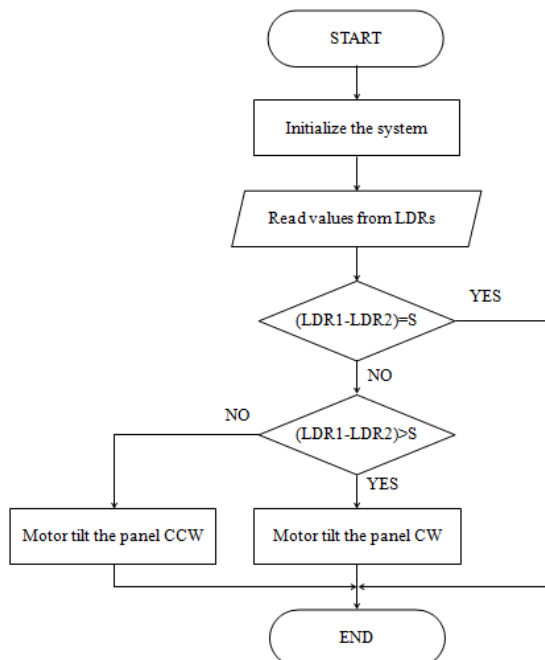 START
Initialize the system
Read values from LDRs
(LDR1-LDR2)=S
YES
NO
(LDR1-LDR2)>S
NO
YES
Motor tilt the panel CCW
Motor tilt the panel CW
END